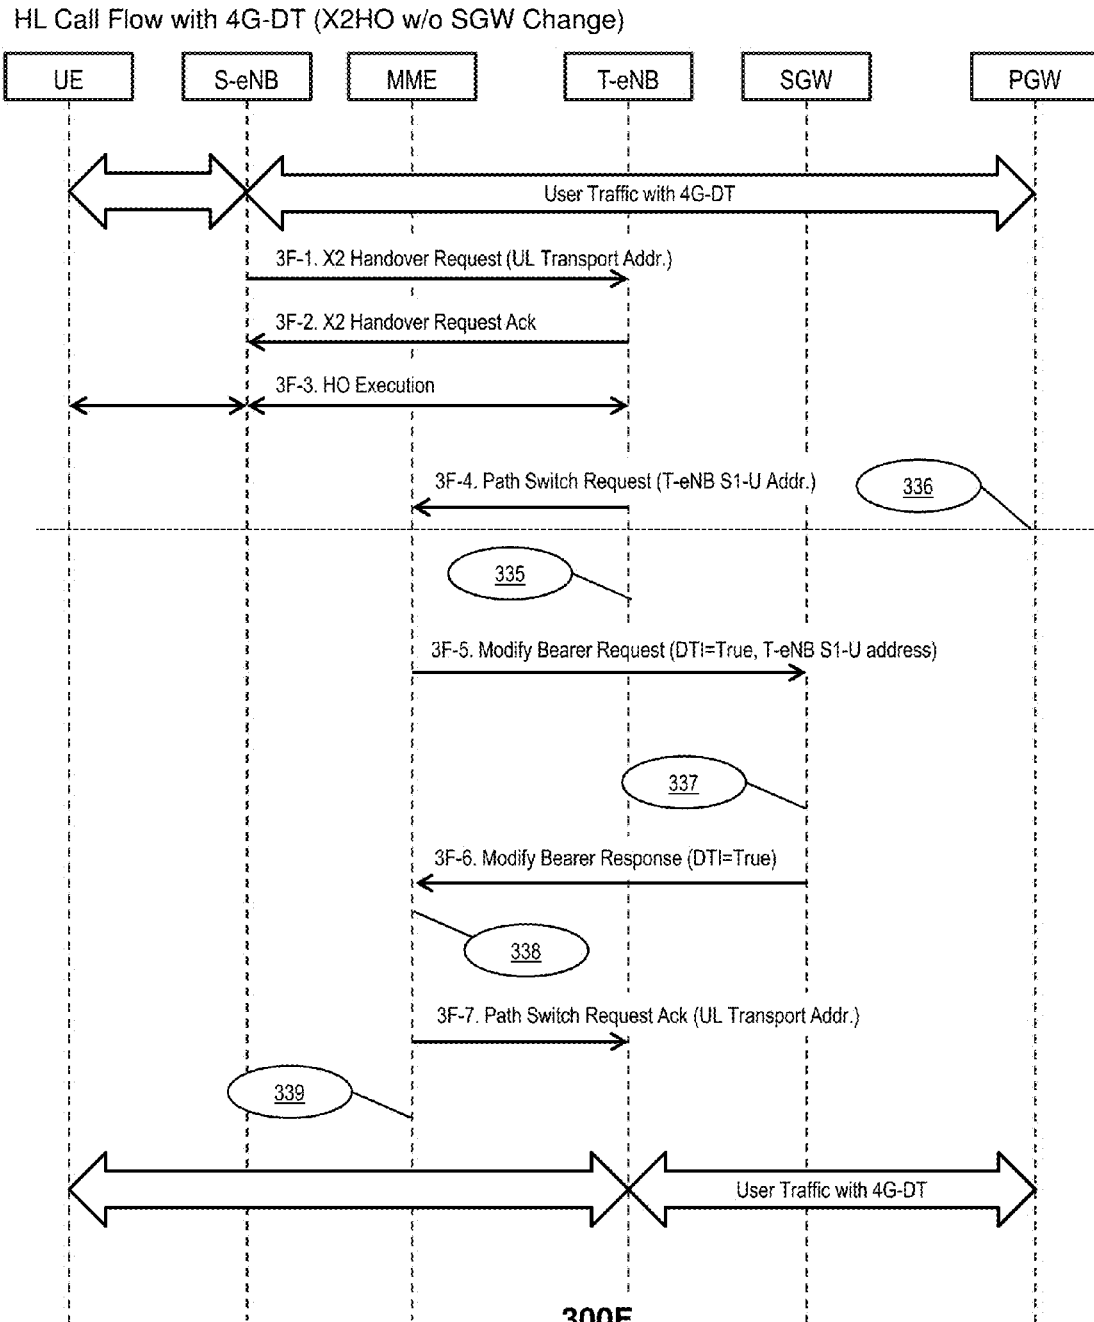 HL Call Flow with 4G-DT (X2HO w/o SGW Change)
UE S-eNB MME T-eNB SGW PGW
User Traffic with 4G-DT
3F-1. X2 Handover Request (UL Transport Addr.)
3F-2. X2 Handover Request Ack
3F-3. HO Execution
3F-4. Path Switch Request (T-eNB S1-U Addr.)
336
335
3F-5. Modify Bearer Request (DTI=True, T-eNB S1-U address)
337
3F-6. Modify Bearer Response (DTI=True)
338
3F-7. Path Switch Request Ack (UL Transport Addr.)
339
User Traffic with 4G-DT